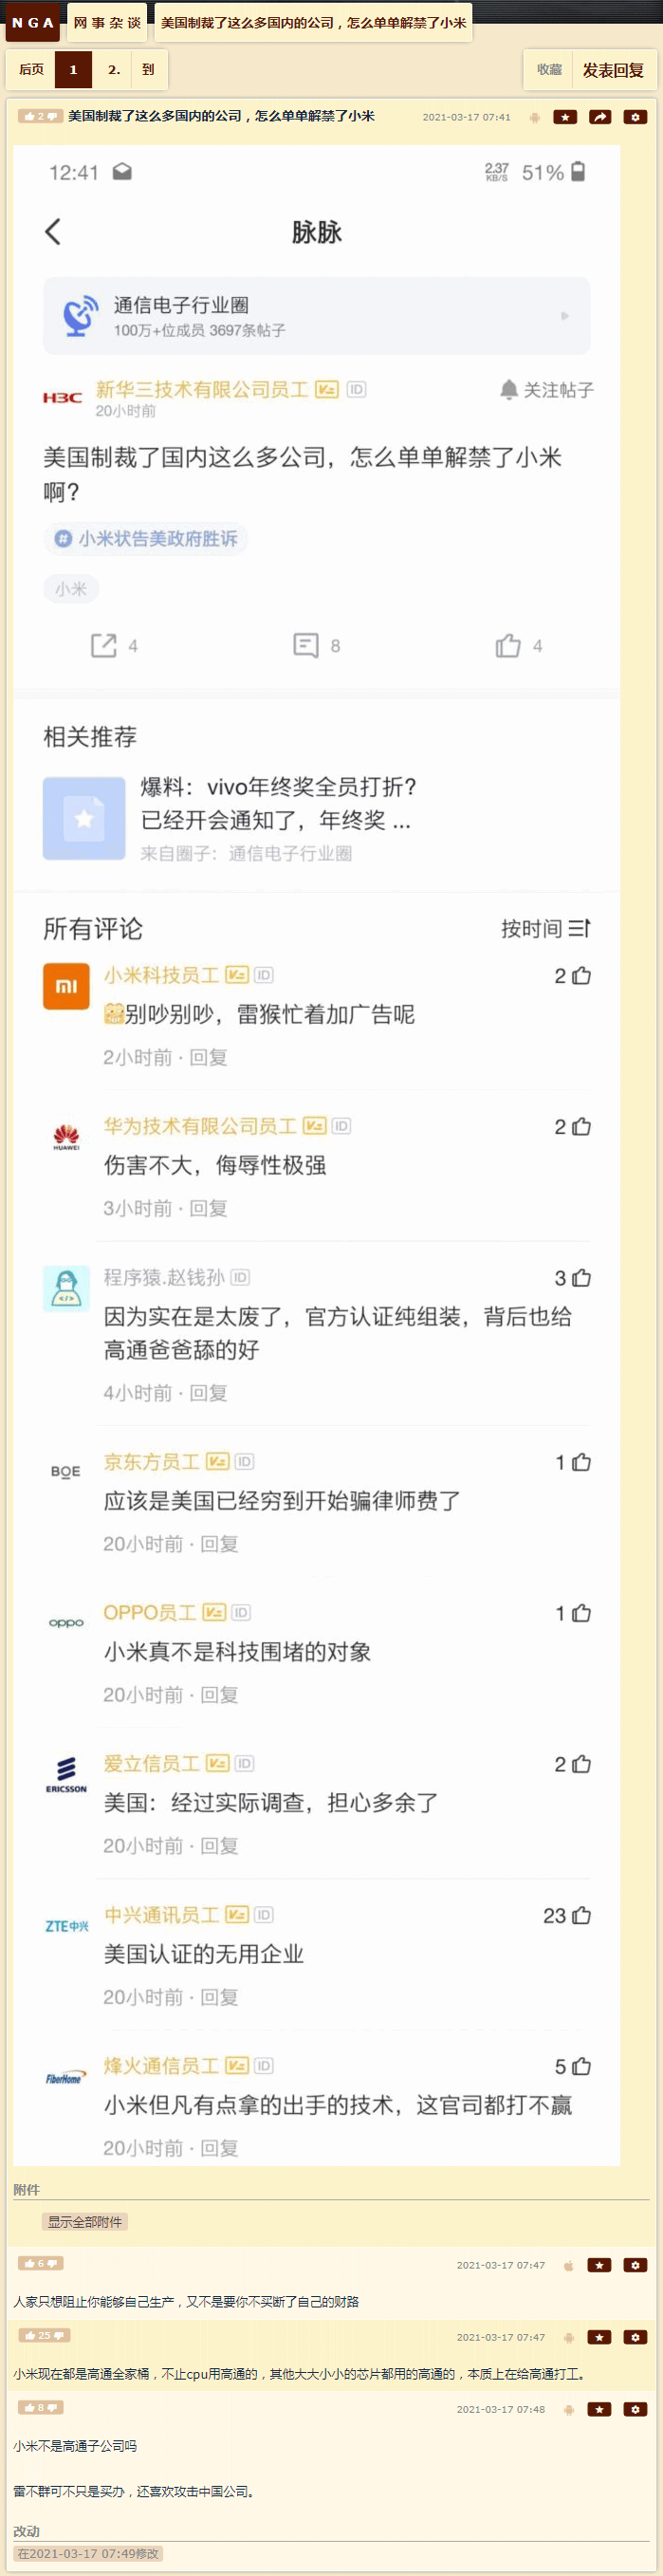 NGA 网事杂谈 美国制裁了这么多国内的公司，怎么单单解禁了小米
后页 1 2. 到 收藏 发表回复
2 美国制裁了这么多国内的公司，怎么单单解禁了小米 2021-03-17 07:41
12:41 2.37 KB/S 51%
脉脉
通信电子行业圈
100万+位成员 3697条帖子
H3C 新华三技术有限公司员工 ID 关注帖子
20小时前
美国制裁了国内这么多公司，怎么单单解禁了小米
啊?
# 小米状告美政府胜诉
小米
4 8 4
相关推荐
爆料：vivo年终奖全员打折?
已经开会通知了，年终奖 ...
来自圈子：通信电子行业圈
所有评论 按时间
小米科技员工 ID 2
别吵别吵，雷猴忙着加广告呢
2小时前 · 回复
HUAWEI 华为技术有限公司员工 ID 2
伤害不大，侮辱性极强
3小时前 · 回复
程序猿.赵钱孙 ID 3
因为实在是太废了，官方认证纯组装，背后也给
高通爸爸舔的好
4小时前 · 回复
BOE 京东方员工 ID 1
应该是美国已经穷到开始骗律师费了
20小时前 · 回复
oppo OPPO员工 ID 1
小米真不是科技围堵的对象
20小时前 · 回复
ERICSSON 爱立信员工 ID 2
美国：经过实际调查，担心多余了
20小时前 · 回复
ZTE中兴 中兴通讯员工 ID 23
美国认证的无用企业
20小时前 · 回复
FiberHome 烽火通信员工 ID 5
小米但凡有点拿的出手的技术，这官司都打不赢
20小时前 · 回复
附件
显示全部附件
6 2021-03-17 07:47
人家只想阻止你能够自己生产，又不是要你不买断了自己的财路
25 2021-03-17 07:47
小米现在都是高通全家桶，不止cpu用高通的，其他大大小小的芯片都用的高通的，本质上在给高通打工。
8 2021-03-17 07:48
小米不是高通子公司吗
雷不群可不只是买办，还喜欢攻击中国公司。
改动
在2021-03-17 07:49修改